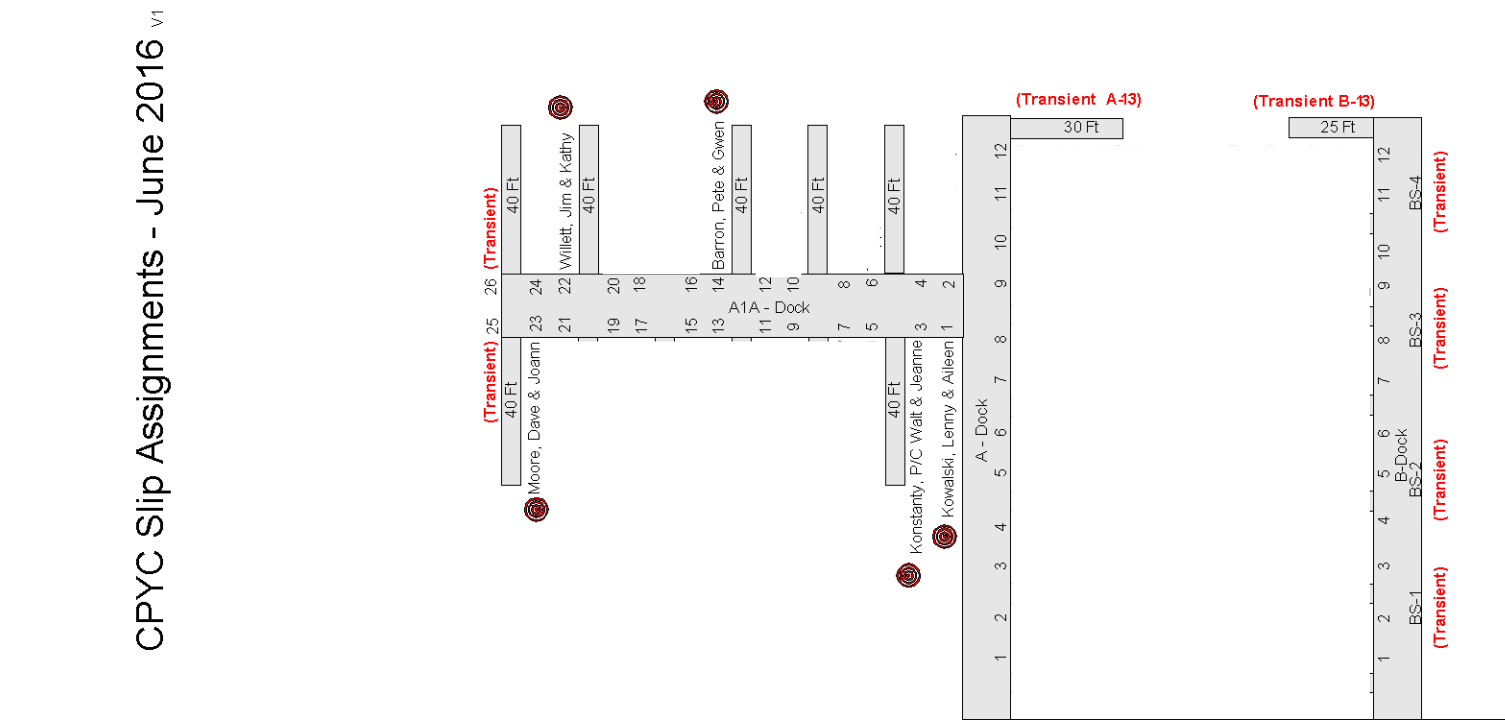 CPYC Slip Assignments - June 2016 V1
(Transient A-13)
(Transient B-13)
30 Ft
25 Ft
(Transient)
40 Ft
Willett, Jim & Kathy
40 Ft
Barron, Pete & Gwen
40 Ft
40 Ft
40 Ft
26 24 22 20 18 16 14 12 10 8 6 4 2
A1A - Dock
25 23 21 19 17 15 13 11 9 7 5 3 1
(Transient)
40 Ft
Moore, Dave & Joann
40 Ft
Konstanty, P/C Walt & Jeanne
Kowalski, Lenny & Aileen
A - Dock
1 2 3 4 5 6 7 8 9 10 11 12
1 2 3 4 5 6 7 8 9 10 11 12
B-Dock
BS-1 BS-2 BS-3 BS-4
(Transient) (Transient) (Transient) (Transient)